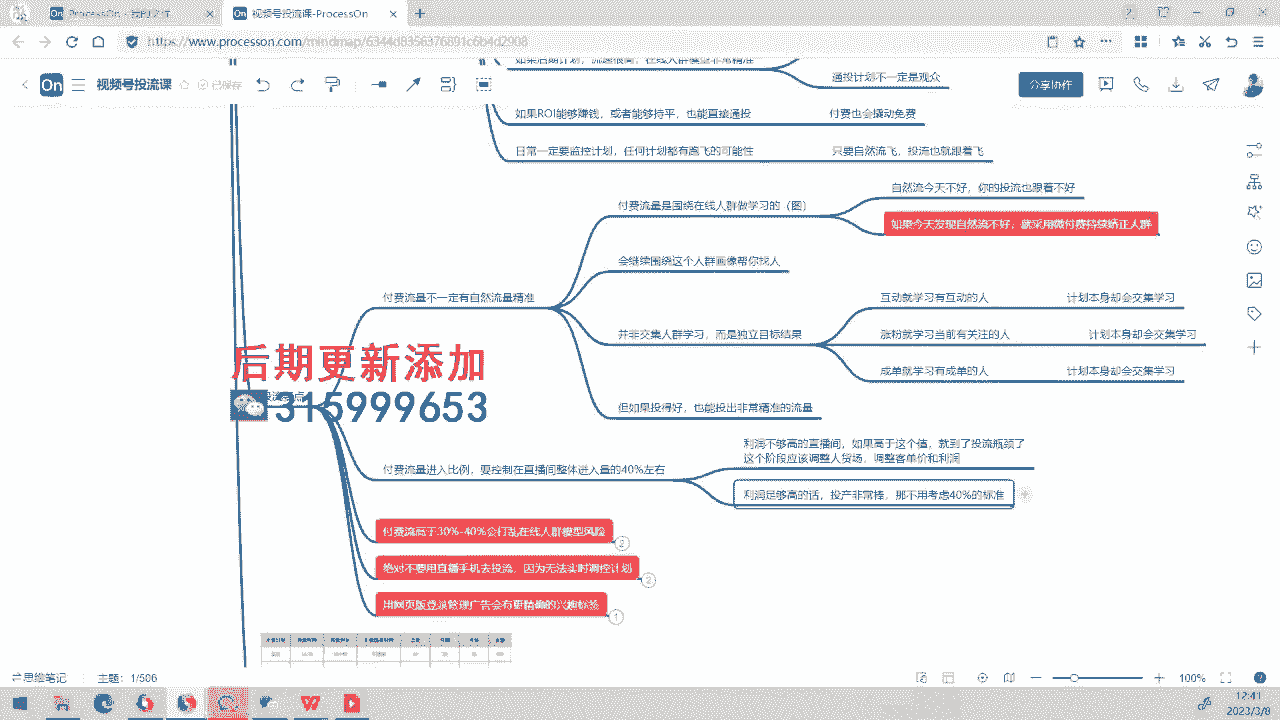 视频号投流课-ProcessOn
https://www.processon.com/mindmap/6344d8356376891c6b4d2908
On
视频号投流课
已保存
分享协作
通投计划不一定是观众
如果ROI能够赚钱，或者能够持平，也能直接通投
付费也会撬动免费
日常一定要监控计划，任何计划都有跑飞的可能性
只要自然流飞，投流也就跟着飞
付费流量是围绕在线人群做学习的（图）
自然流今天不好，你的投流也跟着不好
如果今天发现自然流不好，就采用微付费持续矫正人群
会继续围绕这个人群画像帮你找人
付费流量不一定有自然流量精准
互动就学习有互动的人
计划本身却会交集学习
并非交集人群学习，而是独立目标结果
涨粉就学习当前有关注的人
计划本身却会交集学习
成单就学习有成单的人
计划本身却会交集学习
后期更新添加
315999653
但如果投得好，也能投出非常精准的流量
利润不够高的直播间，如果高于这个值，就到了投流瓶颈了
这个阶段应该调整人货场，调整客单价和利润
付费流量进入比例，要控制在直播间整体进入量的40%左右
利润足够高的话，投产非常棒，那不用考虑40%的标准
付费流高于30%-40%会打乱在线人群模型风险
2
绝对不要用直播手机去投流，因为无法实时调控计划
2
用网页版登录管理广告会有更精确的兴趣标签
1
思维笔记
主题：1/506
100%
12:41
2023/3/8